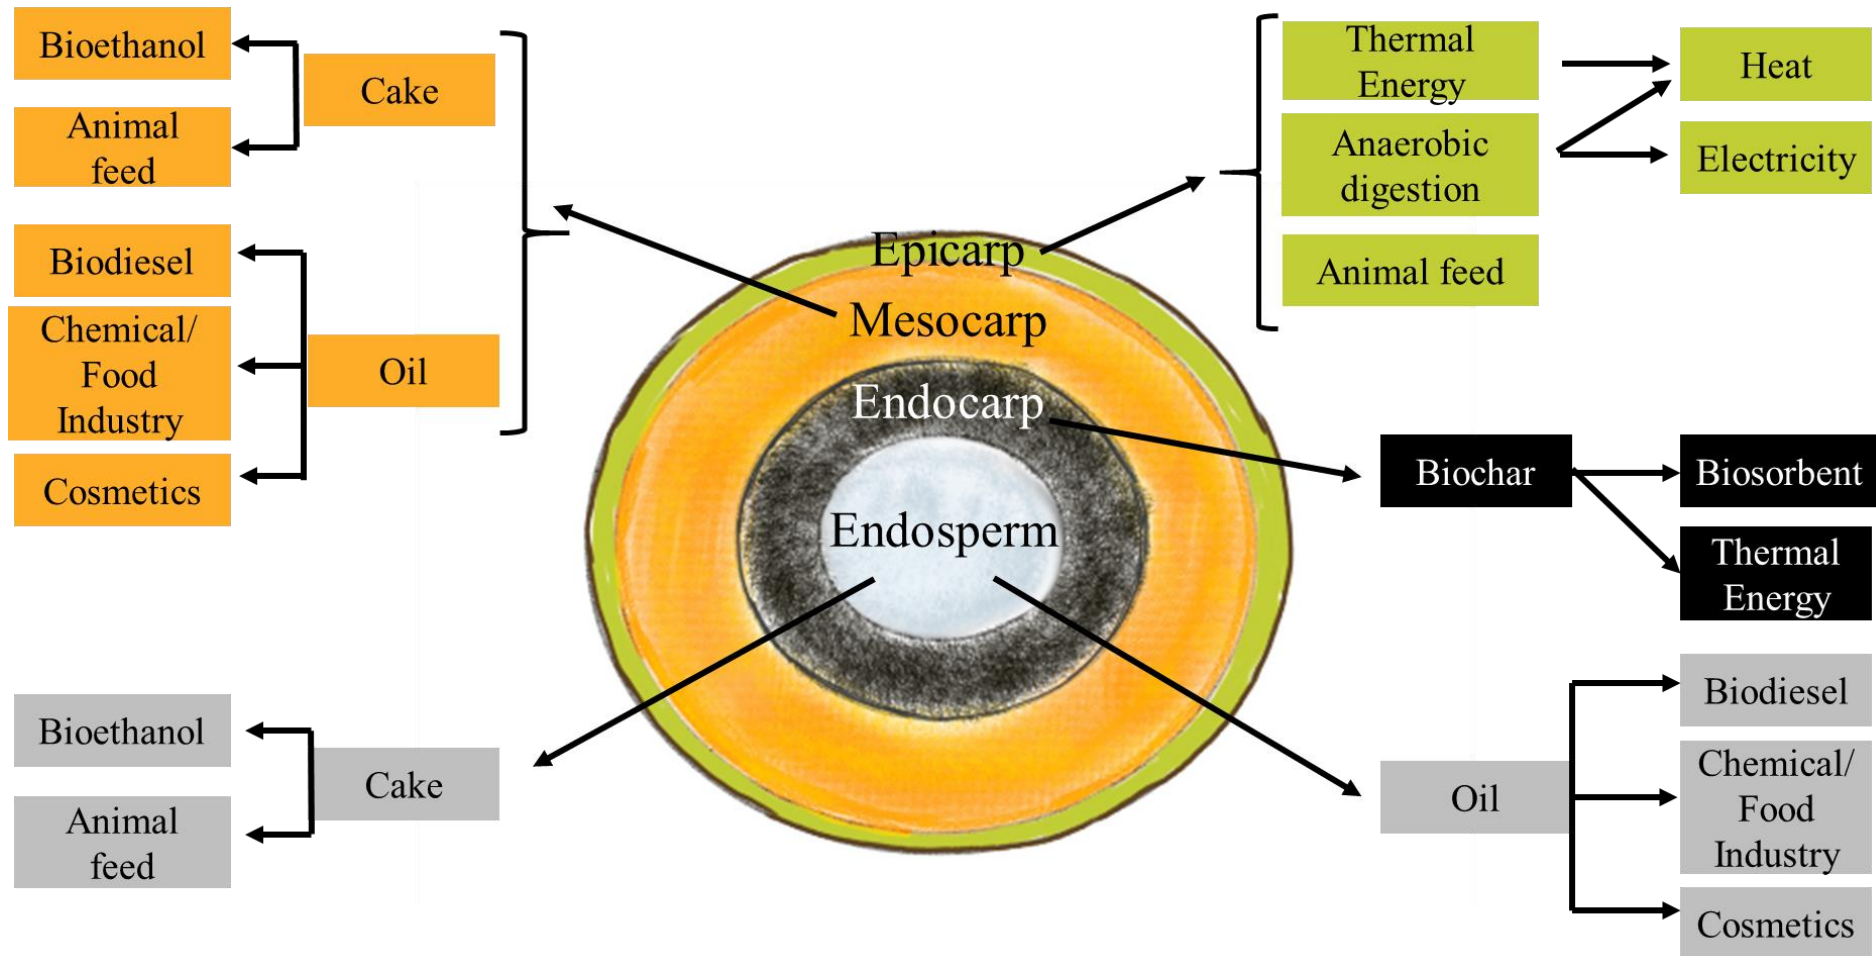 Bioethanol
Animal
feed
Cake
Biodiesel
Chemical/
Food
Industry
Cosmetics
Oil
Thermal
Energy
Anaerobic
digestion
Animal feed
Heat
Electricity
Epicarp
Mesocarp
Endocarp
Endosperm
Biochar
Biosorbent
Thermal
Energy
Bioethanol
Animal
feed
Cake
Oil
Biodiesel
Chemical/
Food
Industry
Cosmetics